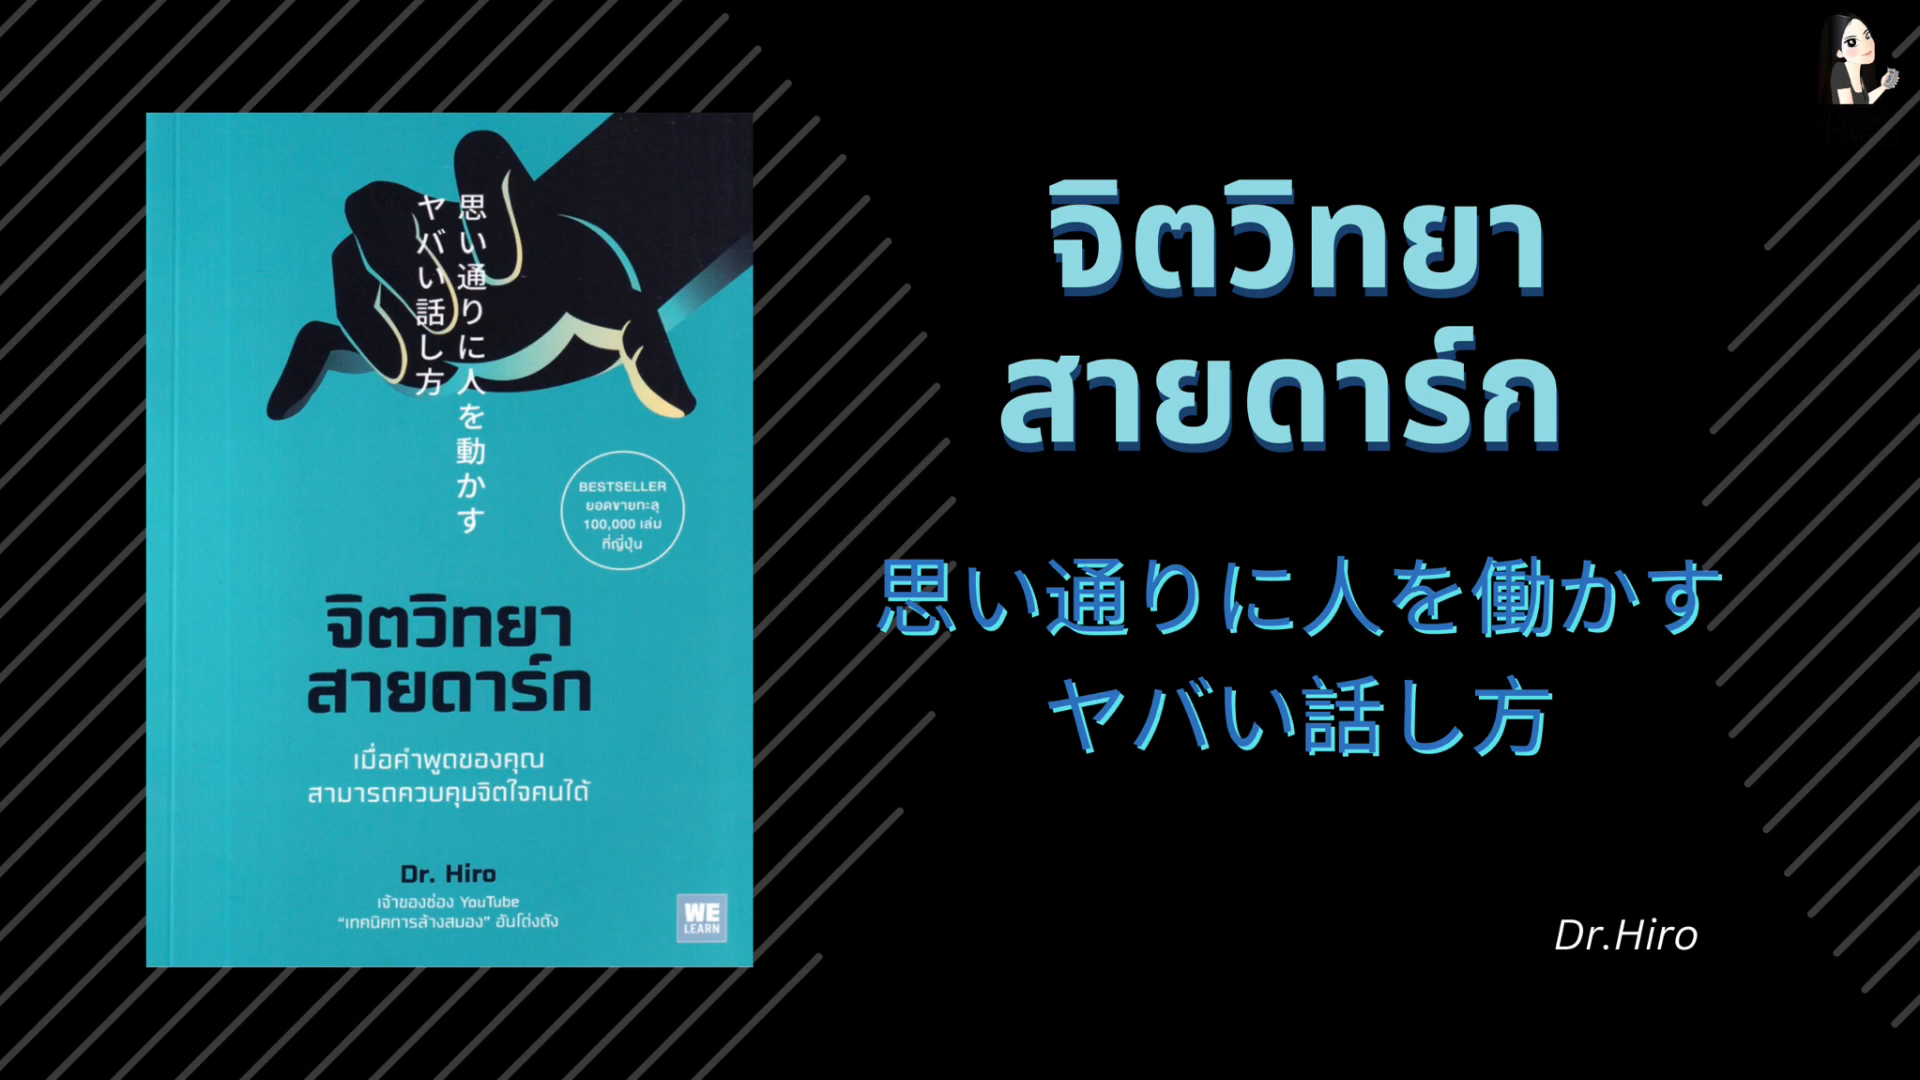 思い通りに人を動かす
ヤバい話し方
BESTSELLER
ยอดขายทะลุ
100,000 เล่ม
ที่ญี่ปุ่น
จิตวิทยา
สายดาร์ก
เมื่อคำพูดของคุณ
สามารถควบคุมจิตใจคนได้
Dr. Hiro
เจ้าของช่อง YouTube
“เทคนิคการล้างสมอง” อันโด่งดัง
WE
LEARN
จิตวิทยา
สายดาร์ก
思い通りに人を働かす
ヤバい話し方
Dr.Hiro